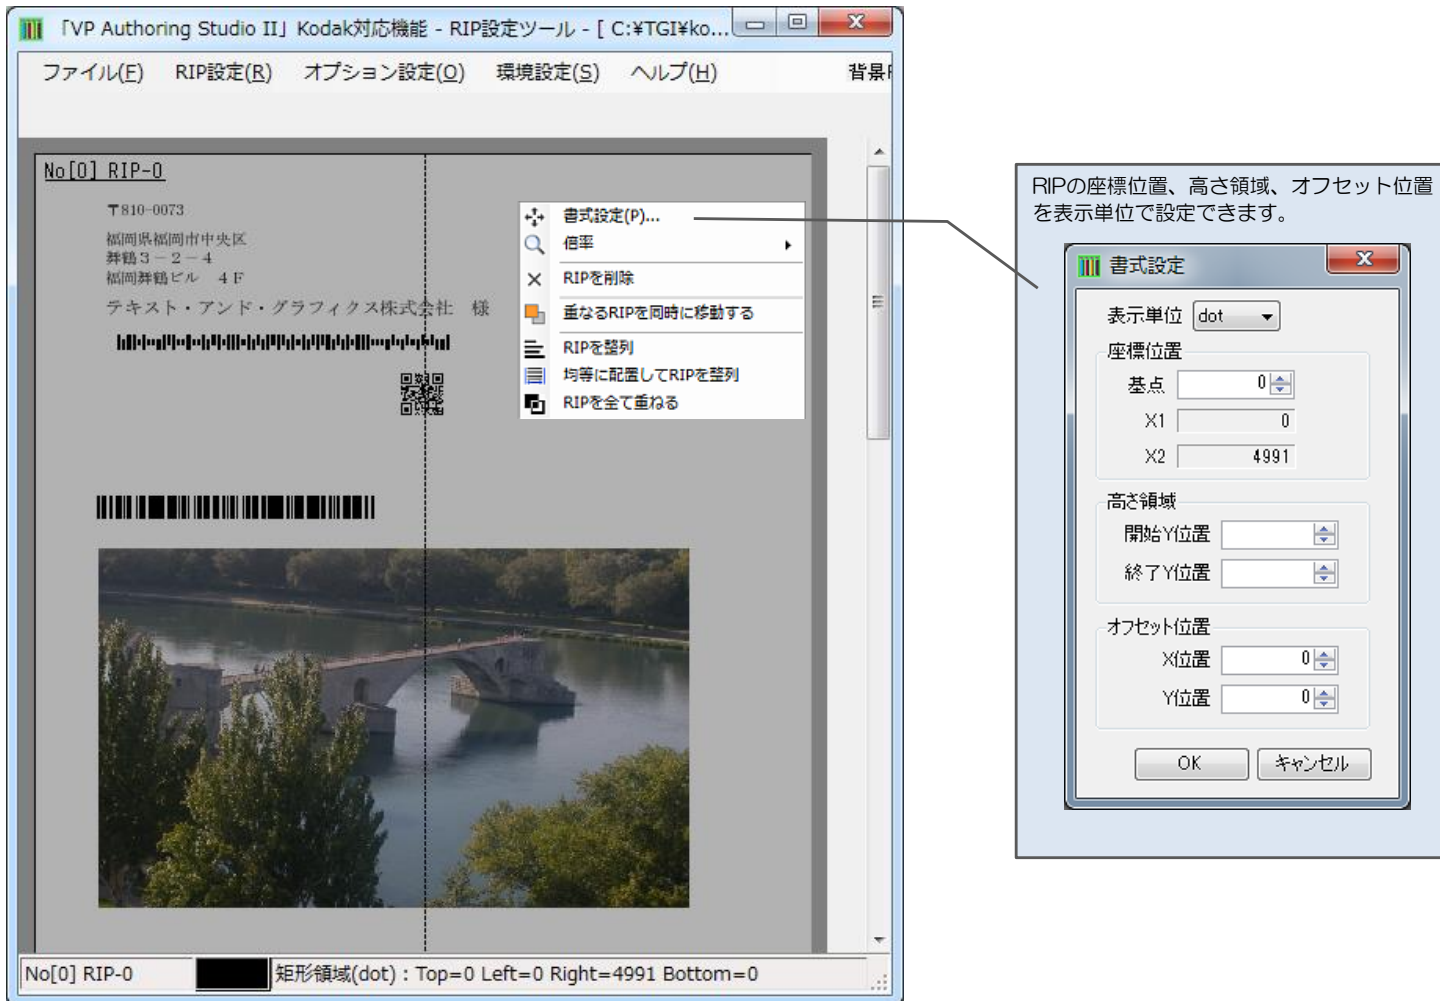 「VP Authoring Studio II」 Kodak対応機能 - RIP設定ツール - [ C:¥TGI¥ko...
ファイル(F) RIP設定(R) オプション設定(O) 環境設定(S) ヘルプ(H) 背景
No[0] RIP-0
〒810-0073
福岡県福岡市中央区
舞鶴3－2－4
福岡舞鶴ビル 4F
テキスト・アンド・グラフィクス株式会社 様
書式設定(P)...
倍率
RIPを削除
重なるRIPを同時に移動する
RIPを整列
均等に配置してRIPを整列
RIPを全て重ねる
No[0] RIP-0 矩形領域(dot) : Top=0 Left=0 Right=4991 Bottom=0
RIPの座標位置、高さ領域、オフセット位置
を表示単位で設定できます。
書式設定
表示単位 dot
座標位置
基点 0
X1 0
X2 4991
高さ領域
開始Y位置
終了Y位置
オフセット位置
X位置 0
Y位置 0
OK キャンセル